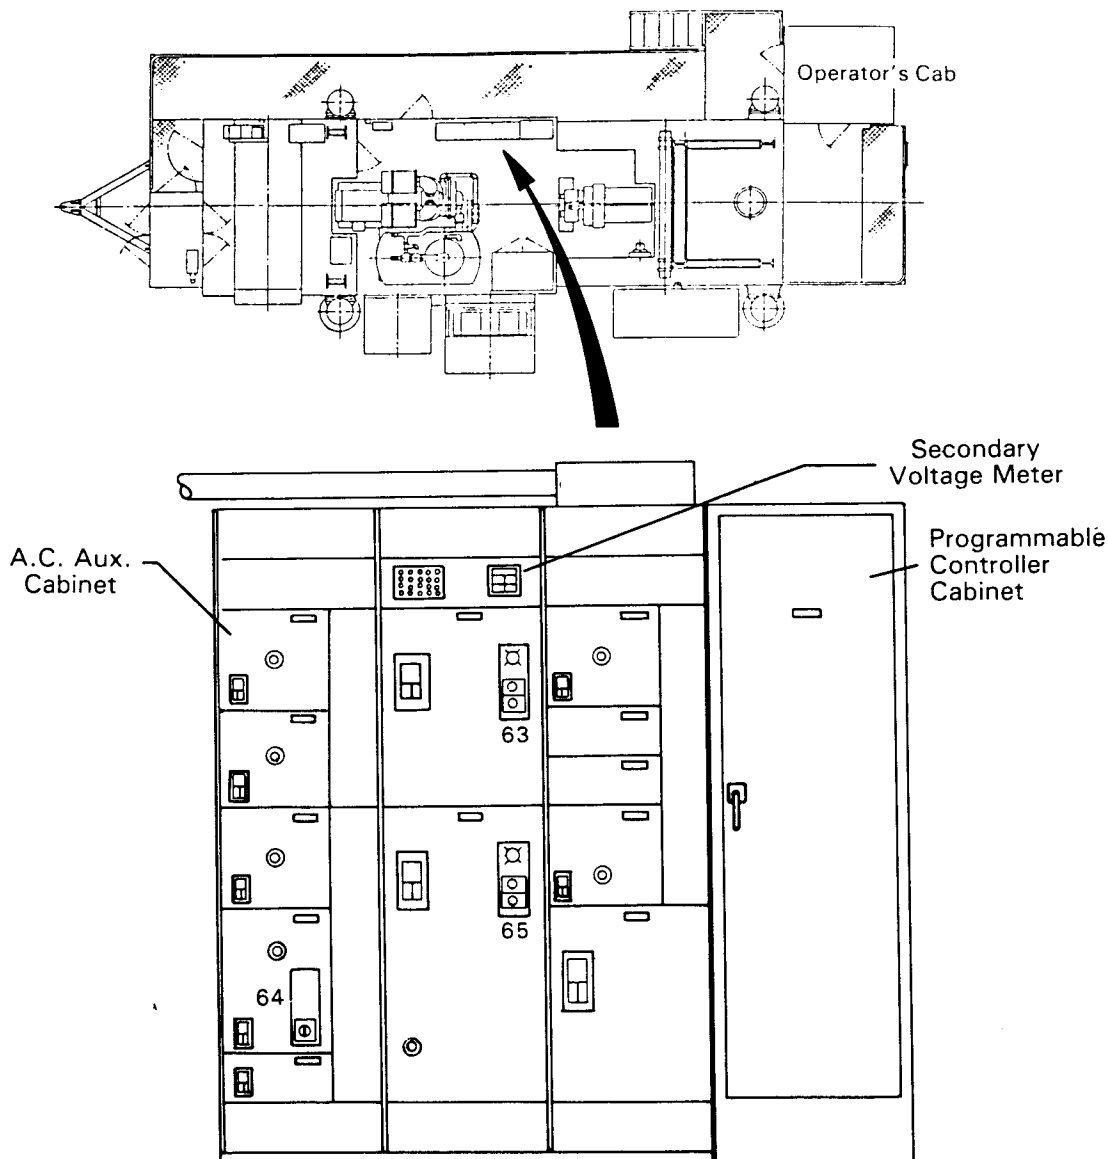 Operator's Cab
Secondary
Voltage Meter
A.C. Aux.
Cabinet
Programmable
Controller
Cabinet
63
65
64